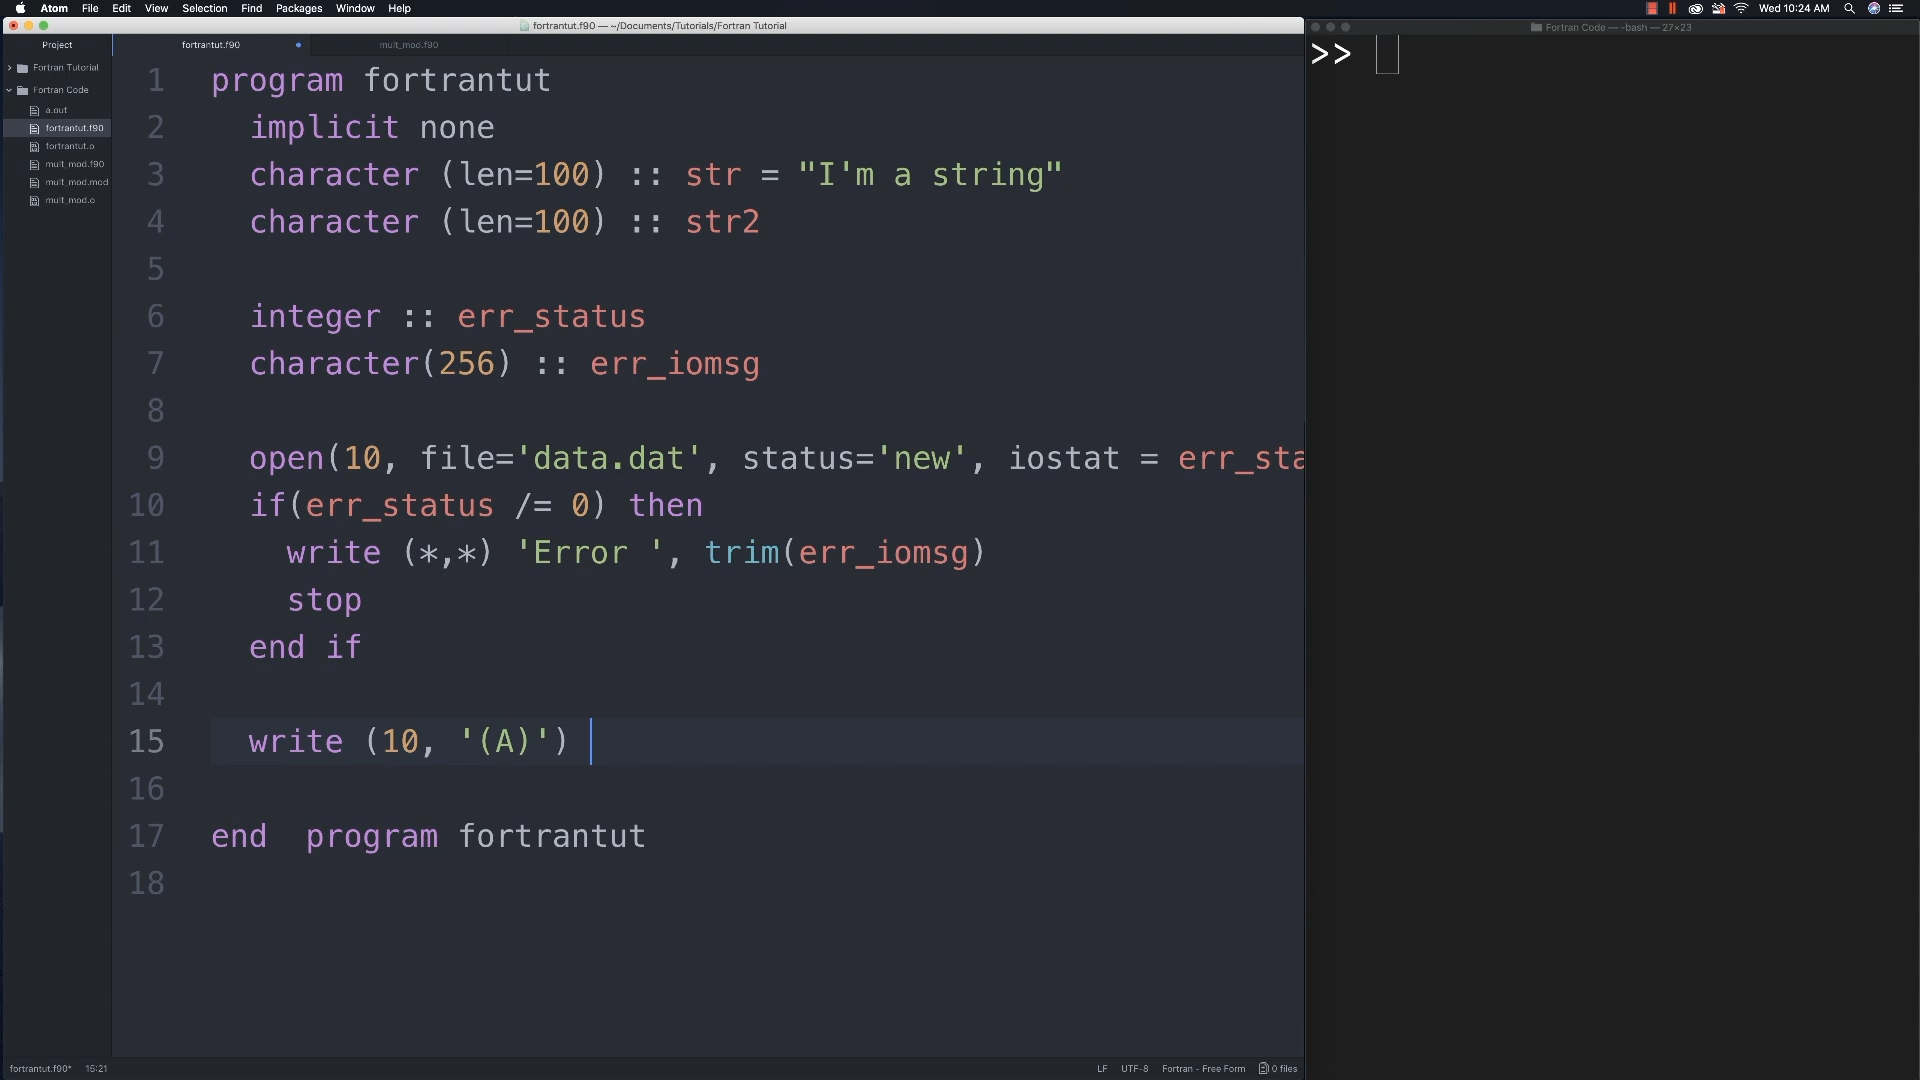 Atom File Edit View Selection Find Packages Window Help Wed 10:24 AM
fortrantut.f90 — ~/Documents/Tutorials/Fortran Tutorial
Fortran Code — -bash — 27×23
Project
fortrantut.f90
mult_mod.f90
Fortran Tutorial
Fortran Code
a.out
fortrantut.f90
fortrantut.o
mult_mod.f90
mult_mod.mod
mult_mod.o
1 program fortrantut
2 implicit none
3 character (len=100) :: str = "I'm a string"
4 character (len=100) :: str2
5
6 integer :: err_status
7 character(256) :: err_iomsg
8
9 open(10, file='data.dat', status='new', iostat = err_sta
10 if(err_status /= 0) then
11 write (*,*) 'Error ', trim(err_iomsg)
12 stop
13 end if
14
15 write (10, '(A)')
16
17 end  program fortrantut
18
>>
fortrantut.f90* 15:21 LF UTF-8 Fortran - Free Form 0 files